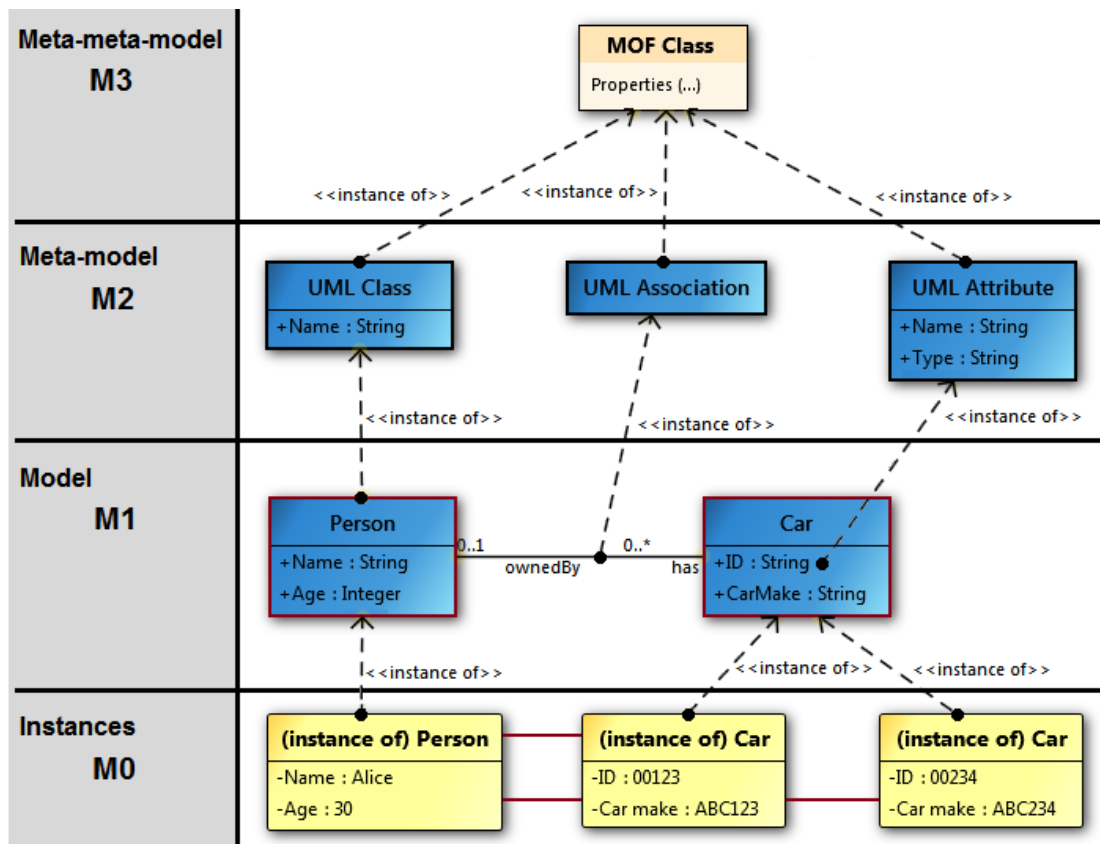 Meta-meta-model
M3
MOF Class
Properties (...)
<<instance of>>
<<instance of>>
<<instance of>>
Meta-model
M2
UML Class
+Name : String
UML Association
UML Attribute
+Name : String
+Type : String
<<instance of>>
<<instance of>>
<<instance of>>
Model
M1
Person
+Name : String
+Age : Integer
0..1
ownedBy
0..*
has
Car
+ID : String
+CarMake : String
<<instance of>>
<<instance of>>
<<instance of>>
Instances
M0
(instance of) Person
-Name : Alice
-Age : 30
(instance of) Car
-ID : 00123
-Car make : ABC123
(instance of) Car
-ID : 00234
-Car make : ABC234